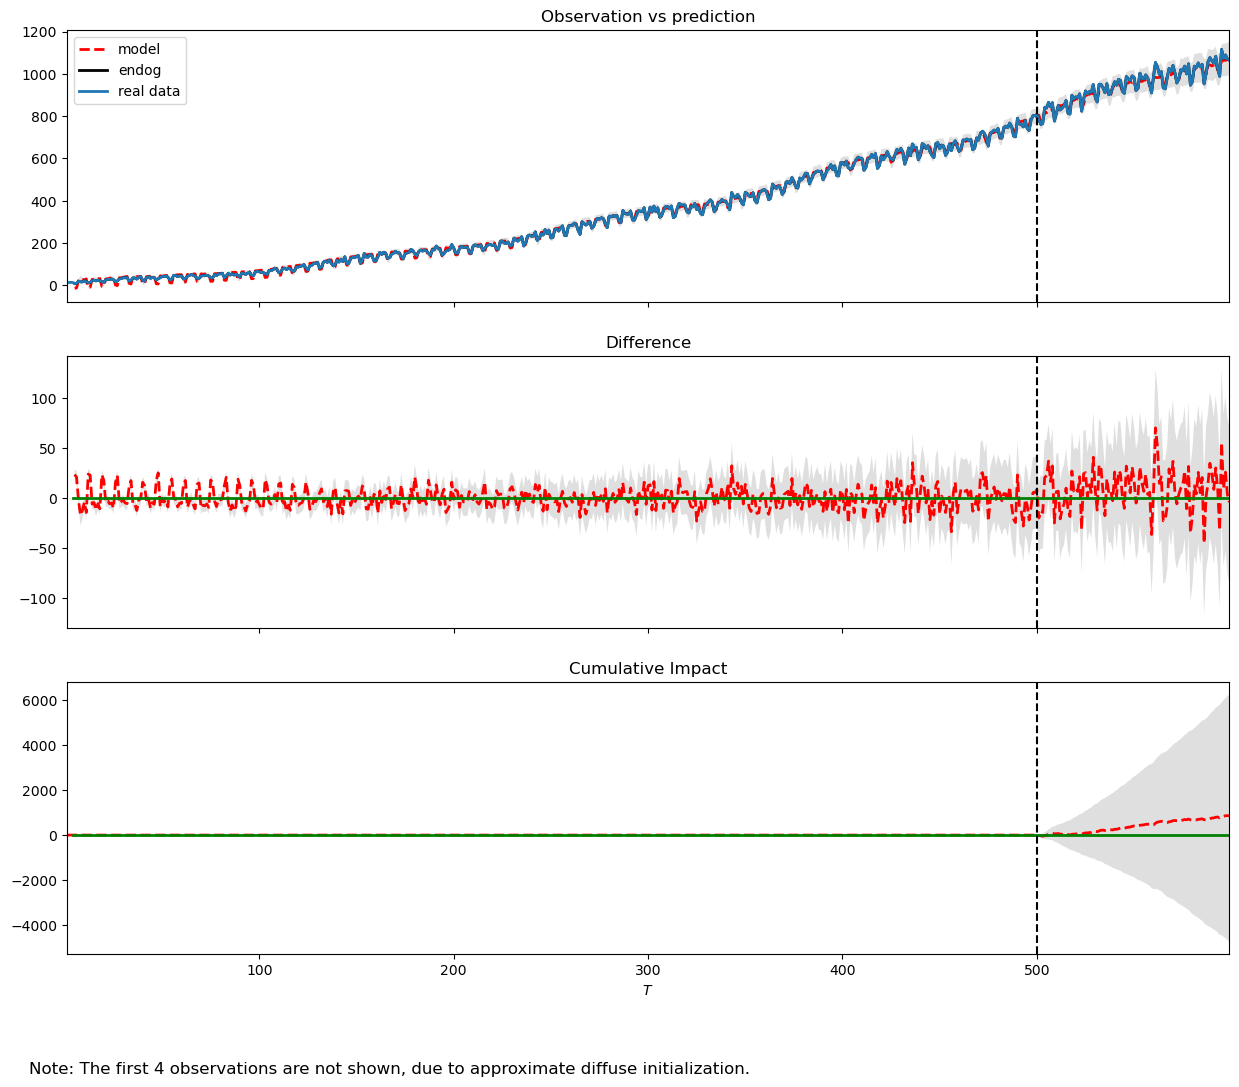 Observation vs prediction
1200
1000
800
600
400
200
0
model
endog
real data
Difference
100
50
0
−50
−100
Cumulative Impact
6000
4000
2000
0
−2000
−4000
100 200 300 400 500
T
Note: The first 4 observations are not shown, due to approximate diffuse initialization.